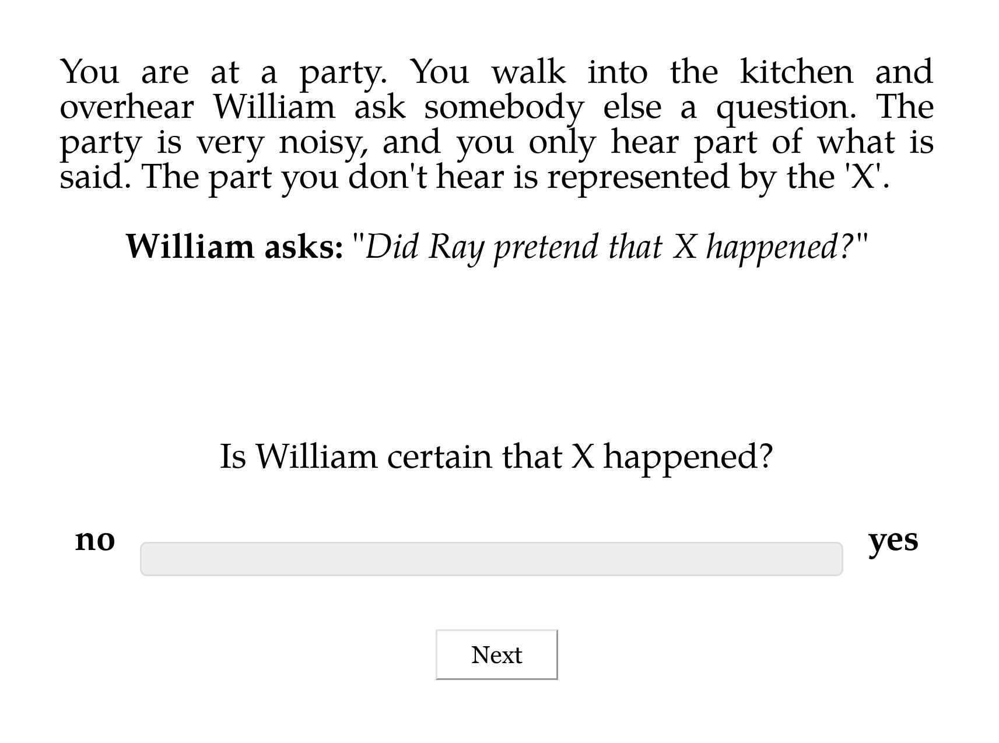 You are at a party. You walk into the kitchen and
overhear William ask somebody else a question. The
party is very noisy, and you only hear part of what is
said. The part you don't hear is represented by the 'X'.
William asks: "Did Ray pretend that X happened?"
Is William certain that X happened?
no yes
Next